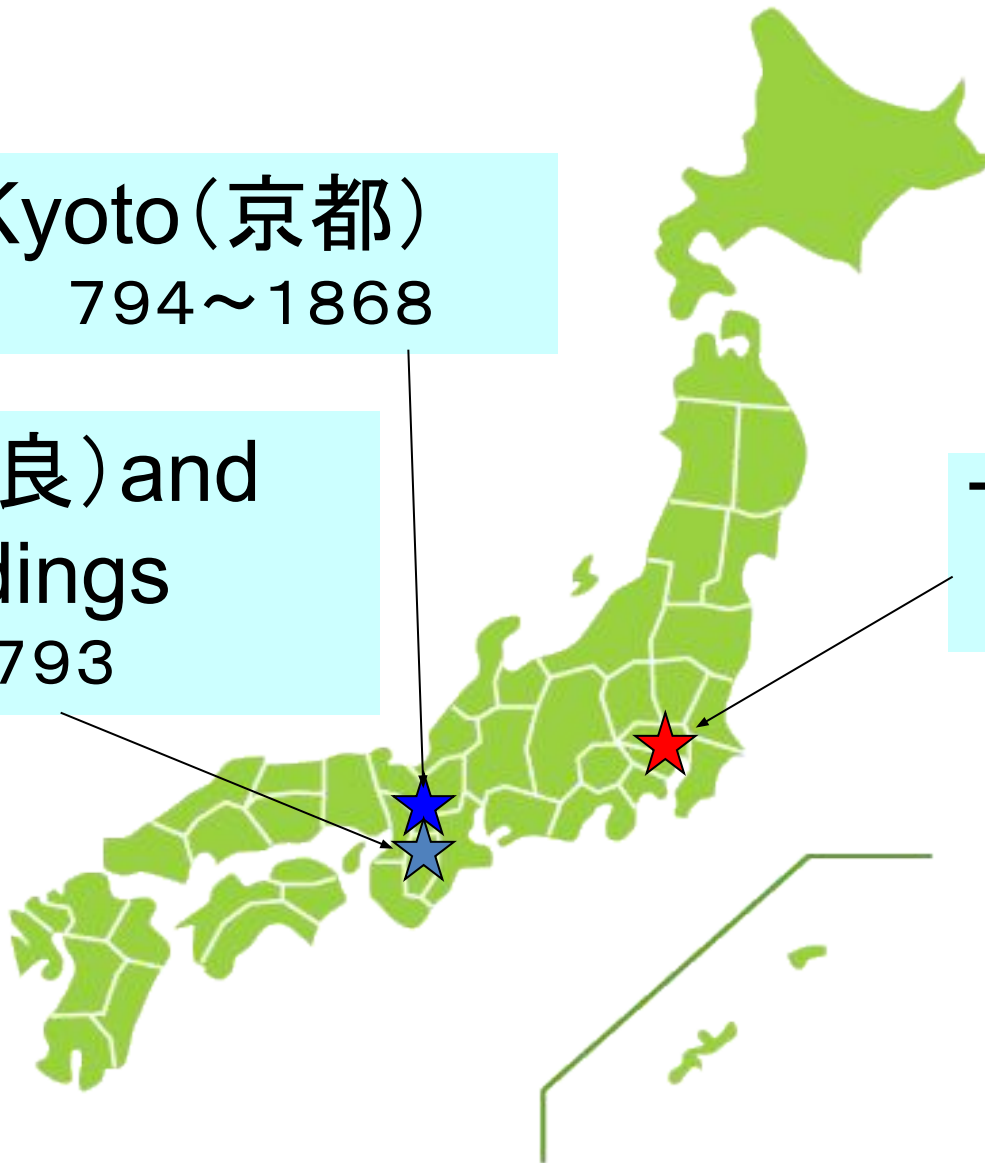 Kyoto（京都）
７９４～１８６８
良）and
dings
７９３